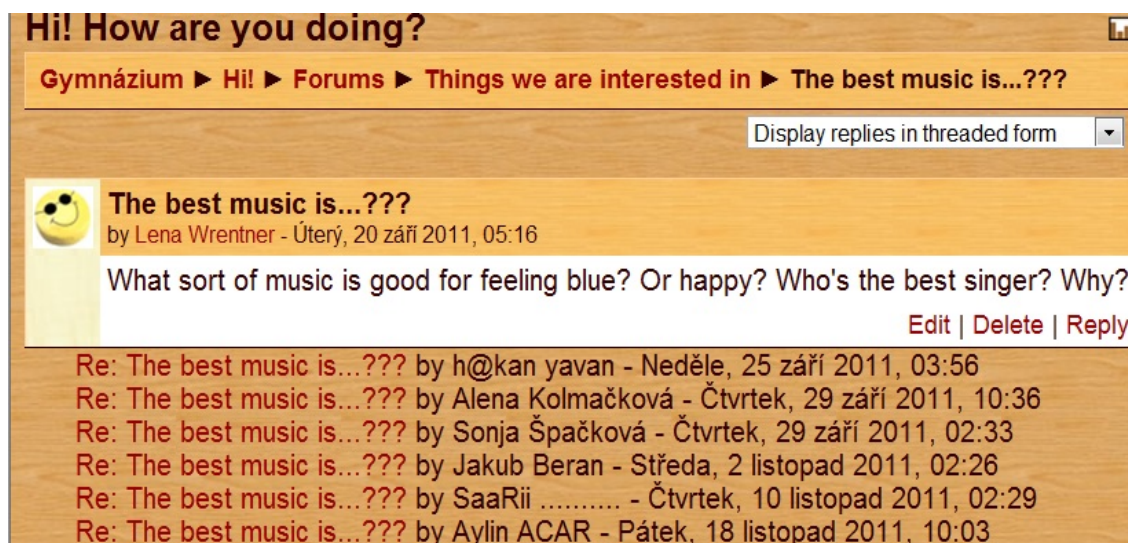 Hi! How are you doing?
Gymnázium ► Hi! ► Forums ► Things we are interested in ► The best music is...???
Display replies in threaded form
The best music is...???
by Lena Wrentner - Úterý, 20 září 2011, 05:16
What sort of music is good for feeling blue? Or happy? Who's the best singer? Why?
Edit | Delete | Reply
Re: The best music is...??? by h@kan yavan - Neděle, 25 září 2011, 03:56
Re: The best music is...??? by Alena Kolmačková - Čtvrtek, 29 září 2011, 10:36
Re: The best music is...??? by Sonja Špačková - Čtvrtek, 29 září 2011, 02:33
Re: The best music is...??? by Jakub Beran - Středa, 2 listopad 2011, 02:26
Re: The best music is...??? by SaaRii .......... - Čtvrtek, 10 listopad 2011, 02:29
Re: The best music is...??? by Aylin ACAR - Pátek, 18 listopad 2011, 10:03